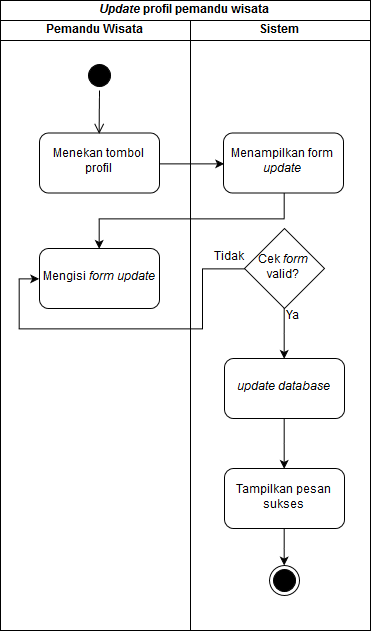 Update profil pemandu wisata
Pemandu Wisata
Sistem
Menekan tombol
profil
Menampilkan form
update
Mengisi form update
Tidak
Cek form
valid?
Ya
update database
Tampilkan pesan
sukses